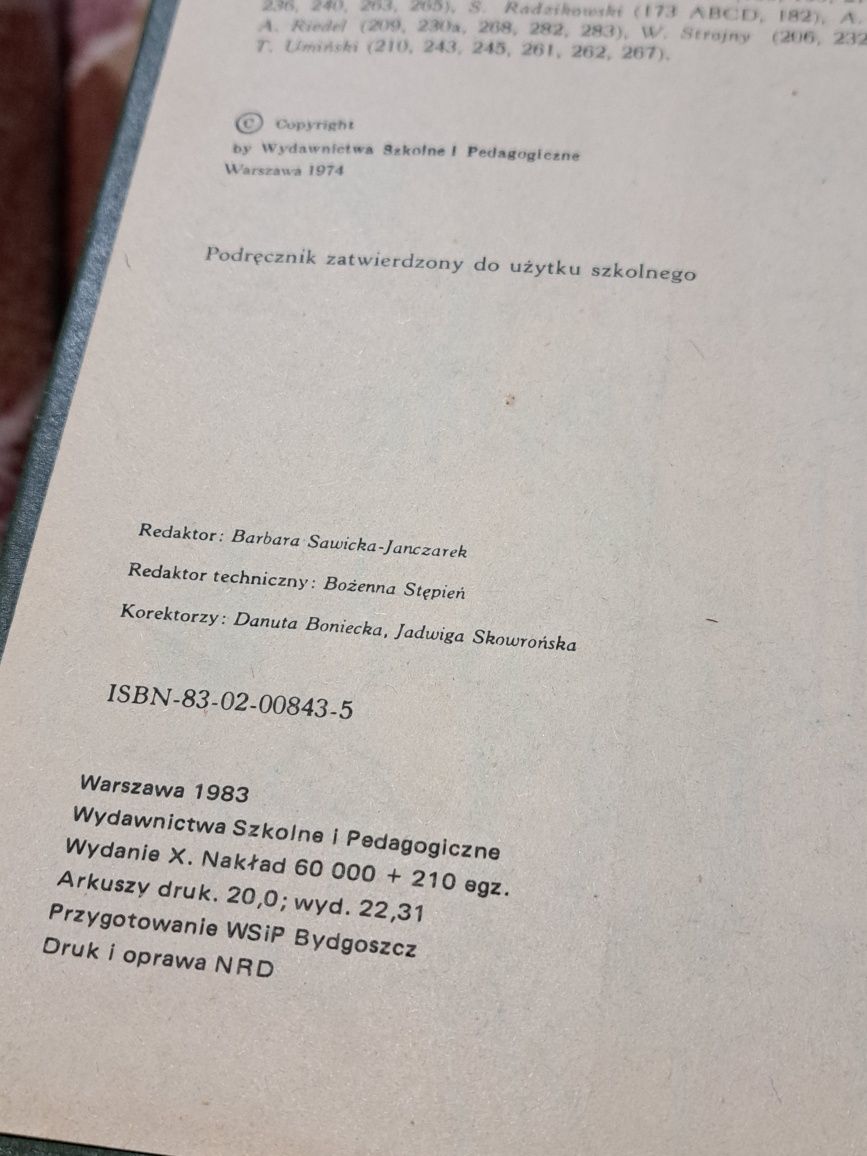 236, 240, 263, 265), S. Radzikowski (173 ABCD, 182), A.
A. Riedel (209, 230a, 268, 282, 283), W. Strojny (206, 232
T. Umiński (210, 243, 245, 261, 262, 267).
© Copyright
by Wydawnictwa Szkolne i Pedagogiczne
Warszawa 1974
Podręcznik zatwierdzony do użytku szkolnego
Redaktor: Barbara Sawicka-Janczarek
Redaktor techniczny: Bożenna Stępień
Korektorzy: Danuta Boniecka, Jadwiga Skowrońska
ISBN-83-02-00843-5
Warszawa 1983
Wydawnictwa Szkolne i Pedagogiczne
Wydanie X. Nakład 60 000 + 210 egz.
Arkuszy druk. 20,0; wyd. 22,31
Przygotowanie WSiP Bydgoszcz
Druk i oprawa NRD